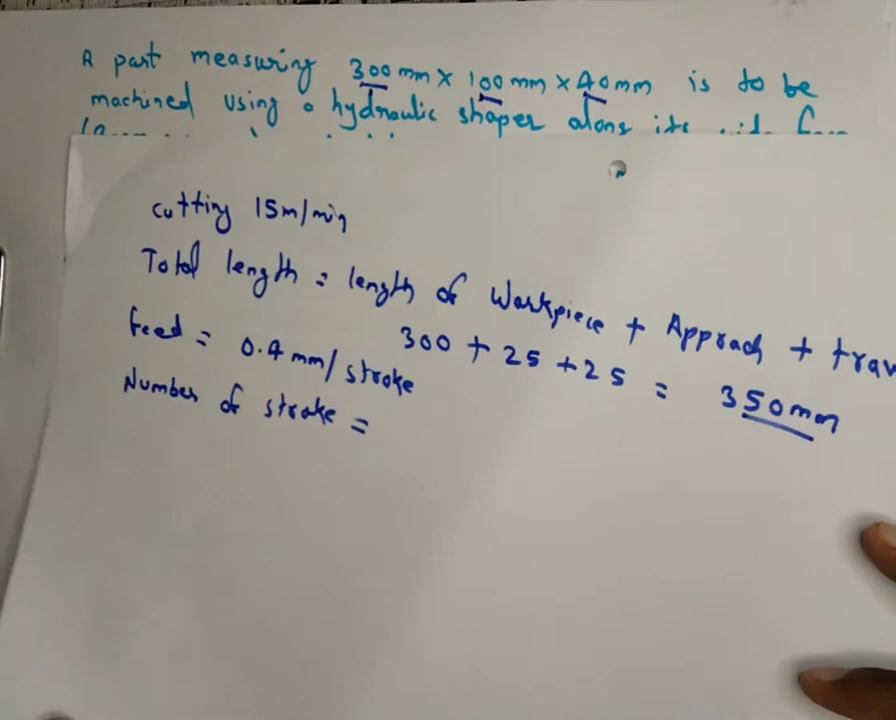 A part measuring 300 mm x 100 mm x 40 mm is to be
machined using a hydraulic shaper along its
cutting 15m/min
Total length = length of Workpiece + Approach + trav
feed = 0.4 mm/stroke
300 + 25 + 25 = 350mm
Number of stroke =